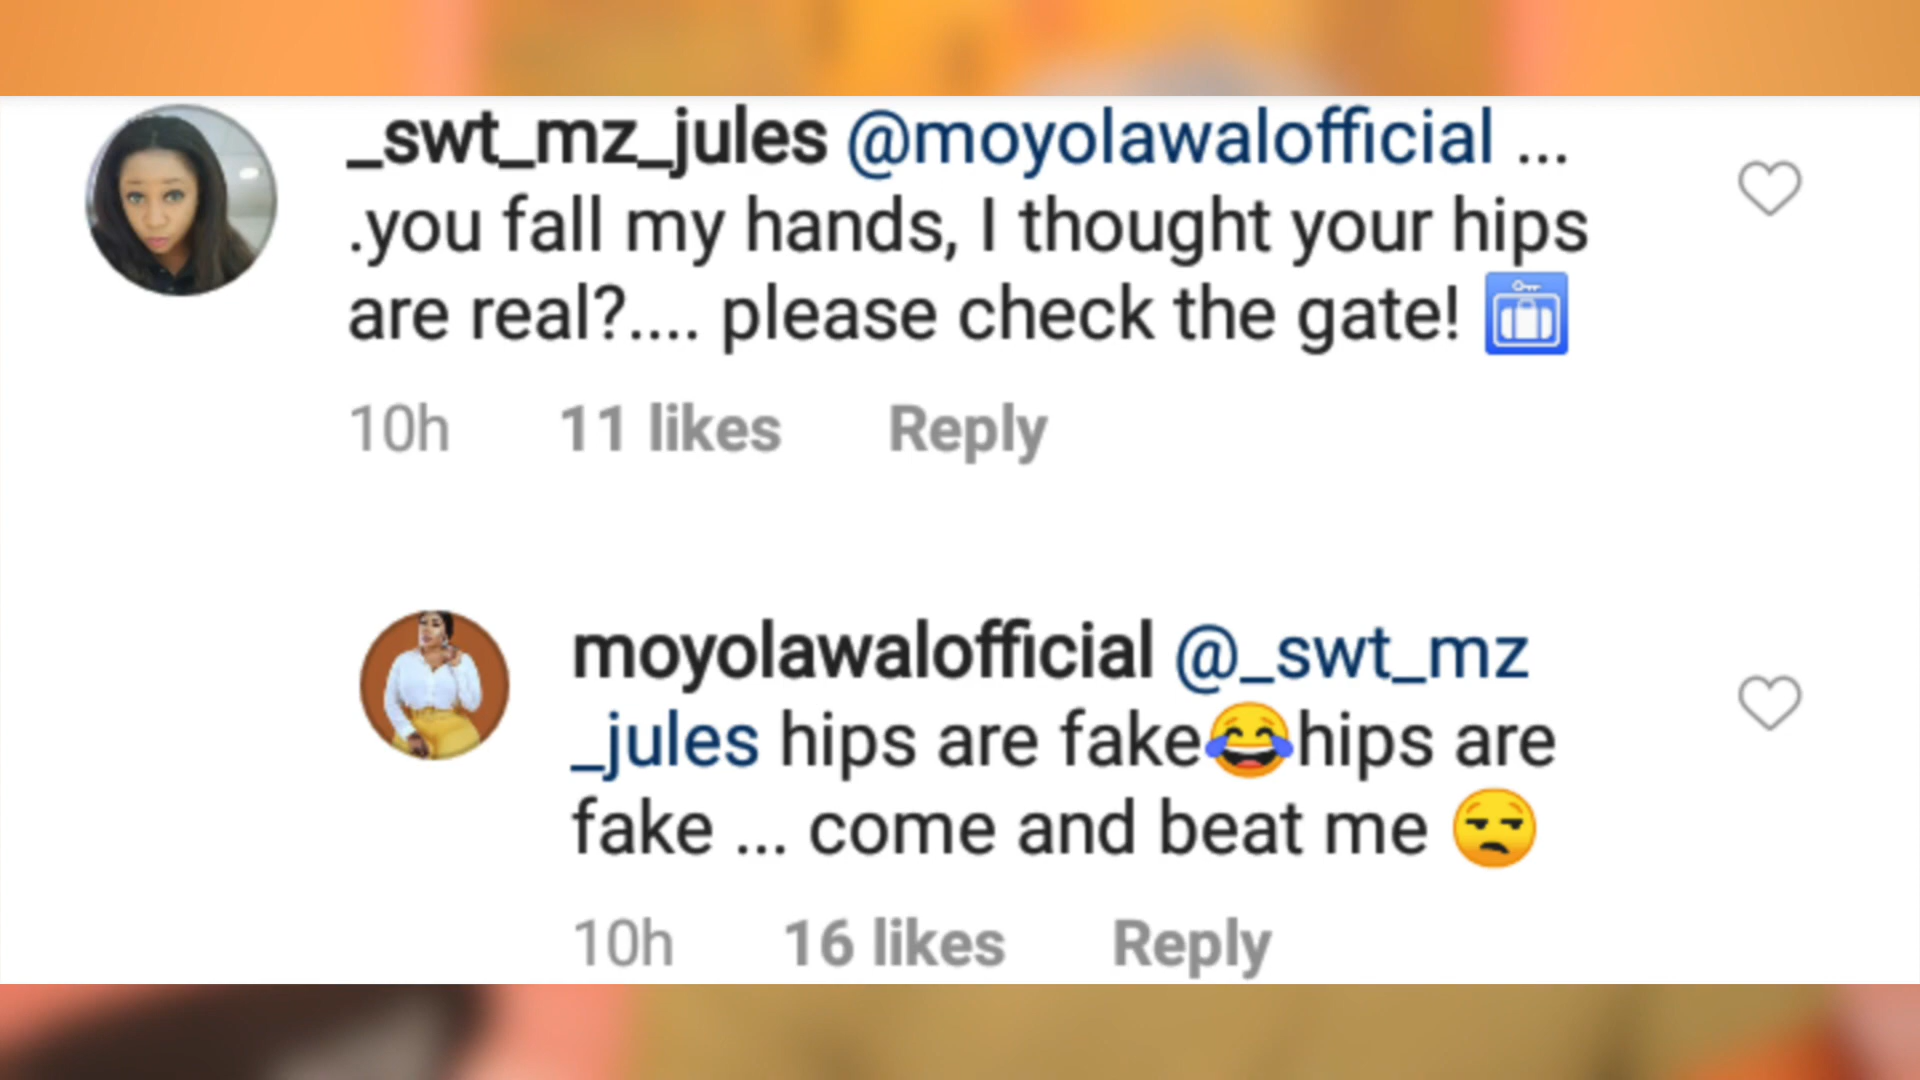 _swt_mz_jules @moyolawalofficial ...
.you fall my hands, I thought your hips
are real?.... please check the gate! 🛅
10h 11 likes Reply
moyolawalofficial @_swt_mz
_jules hips are fake😂hips are
fake ... come and beat me 😒
10h 16 likes Reply